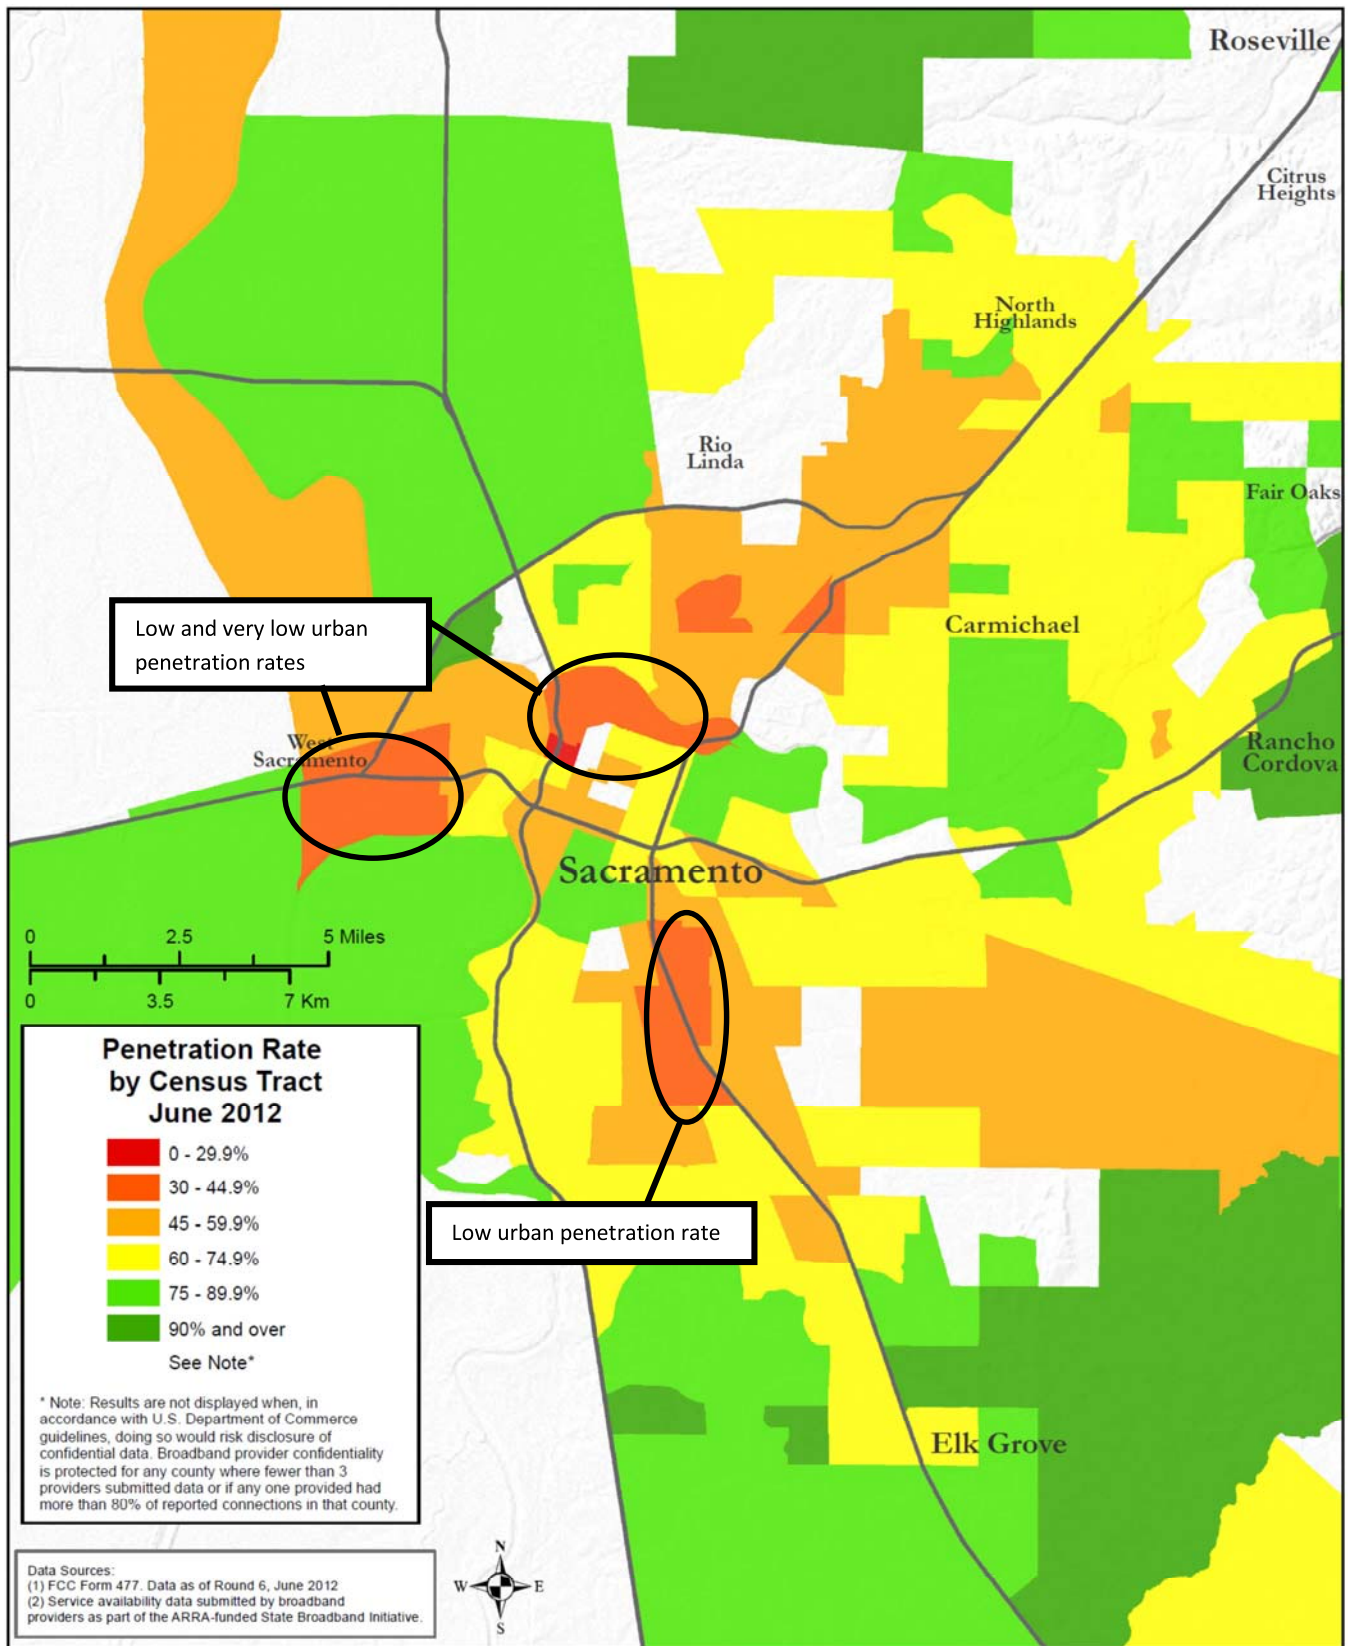 Roseville
Citrus
Heights
North
Highlands
Rio
Linda
Fair Oaks
Low and very low urban
penetration rates
Carmichael
West
Sacramento
Rancho
Cordova
Sacramento
0 2.5 5 Miles
0 3.5 7 Km
Penetration Rate
by Census Tract
June 2012
0 - 29.9%
30 - 44.9%
45 - 59.9%
60 - 74.9%
75 - 89.9%
90% and over
See Note*
* Note: Results are not displayed when, in
accordance with U.S. Department of Commerce
guidelines, doing so would risk disclosure of
confidential data. Broadband provider confidentiality
is protected for any county where fewer than 3
providers submitted data or if any one provided had
more than 80% of reported connections in that county.
Low urban penetration rate
Elk Grove
Data Sources:
(1) FCC Form 477. Data as of Round 6, June 2012
(2) Service availability data submitted by broadband
providers as part of the ARRA-funded State Broadband Initiative.
N
W E
S